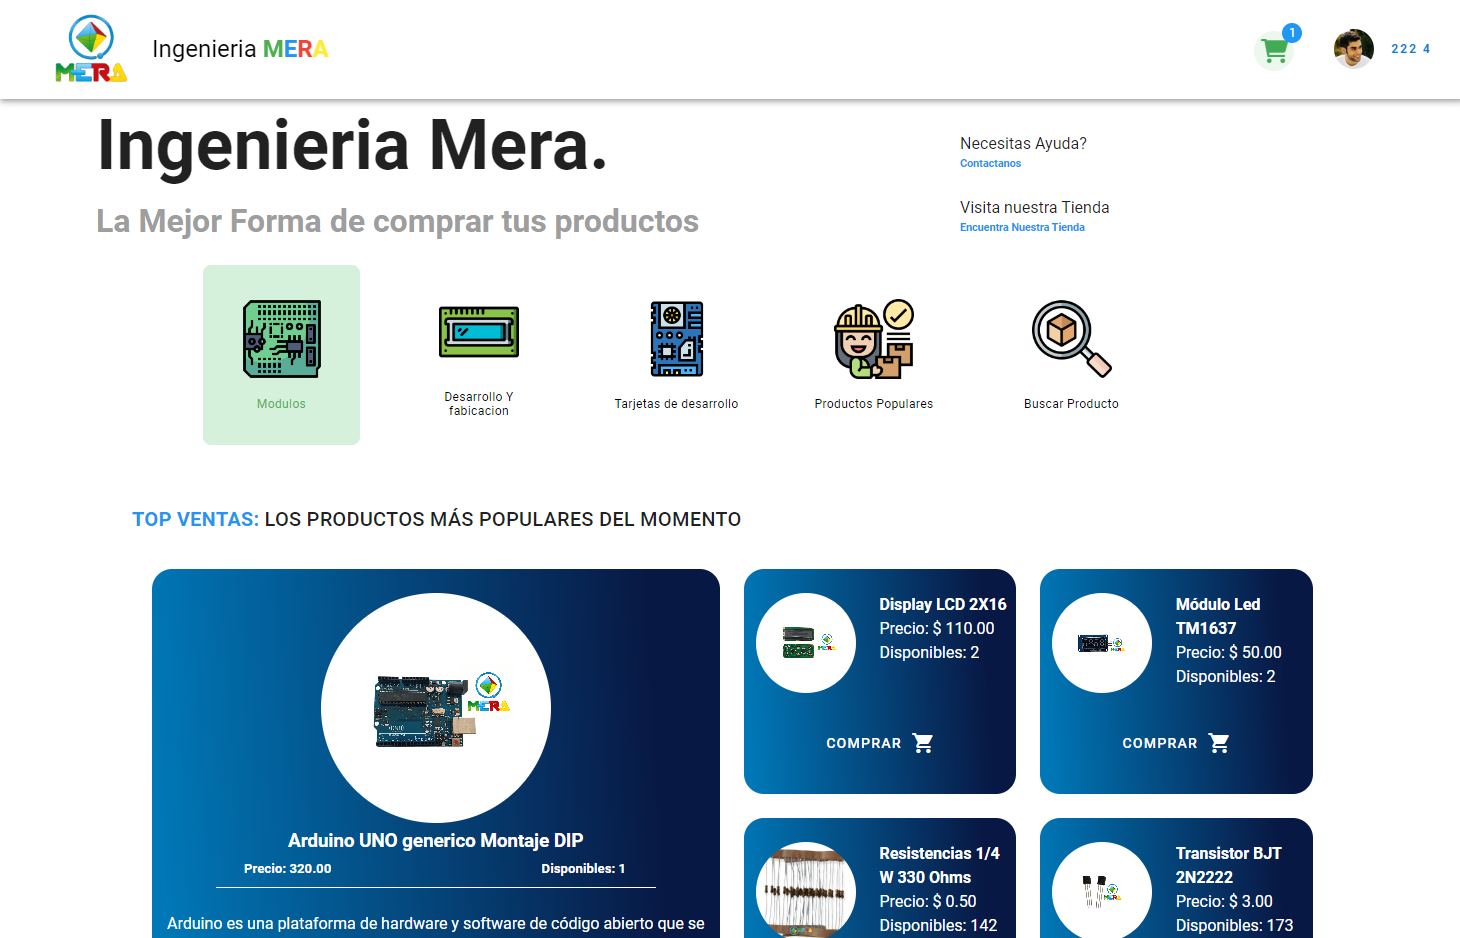 MERA
Ingenieria MERA
1
222 4
Ingenieria Mera.
La Mejor Forma de comprar tus productos
Necesitas Ayuda?
Contactanos
Visita nuestra Tienda
Encuentra Nuestra Tienda
Modulos
Desarrollo Y
fabicacion
Tarjetas de desarrollo
Productos Populares
Buscar Producto
TOP VENTAS: LOS PRODUCTOS MÁS POPULARES DEL MOMENTO
MERA
Arduino UNO generico Montaje DIP
Precio: 320.00
Disponibles: 1
Arduino es una plataforma de hardware y software de código abierto que se
Display LCD 2X16
Precio: $ 110.00
Disponibles: 2
COMPRAR
Módulo Led
TM1637
Precio: $ 50.00
Disponibles: 2
COMPRAR
Resistencias 1/4
W 330 Ohms
Precio: $ 0.50
Disponibles: 142
Transistor BJT
2N2222
Precio: $ 3.00
Disponibles: 173